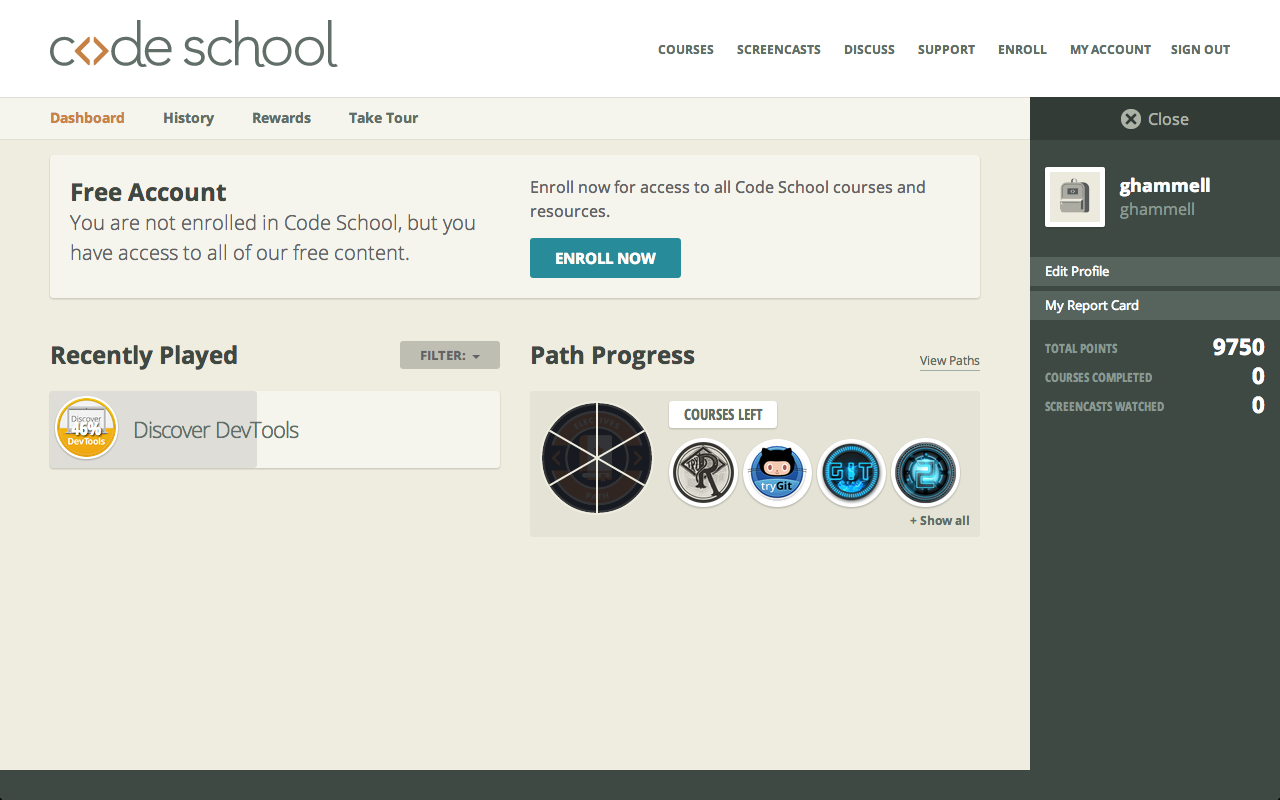 c<>de school
COURSES SCREENCASTS DISCUSS SUPPORT ENROLL MY ACCOUNT SIGN OUT
Dashboard History Rewards Take Tour
Close
ghammell
ghammell
Edit Profile
My Report Card
TOTAL POINTS 9750
COURSES COMPLETED 0
SCREENCASTS WATCHED 0
Free Account
You are not enrolled in Code School, but you
have access to all of our free content.
Enroll now for access to all Code School courses and
resources.
ENROLL NOW
Recently Played
FILTER:
Discover
46%
DevTools
Discover DevTools
Path Progress
View Paths
DISCOVER
PATH
COURSES LEFT
TRY
R
tryGit
GIT
2
+ Show all